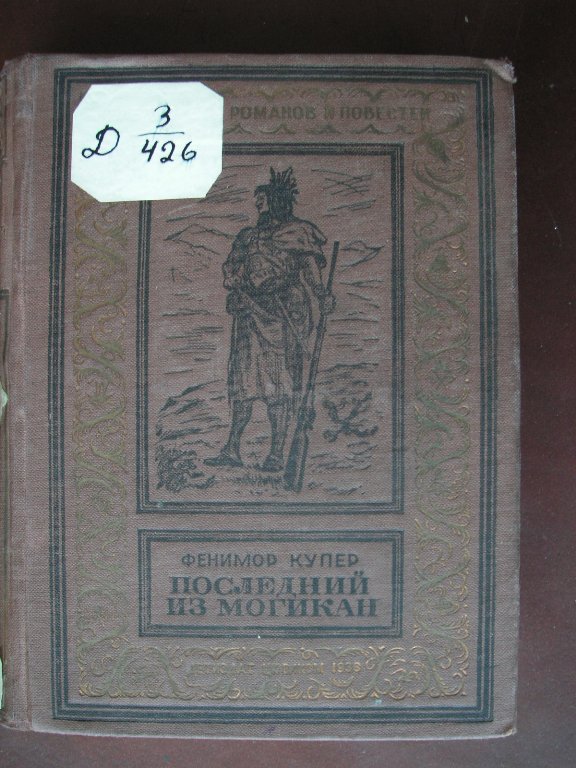 Д 3/426
РОМАНОВ И ПОВЕСТЕЙ
ФЕНИМОР КУПЕР
ПОСЛЕДНИЙ
ИЗ МОГИКАН